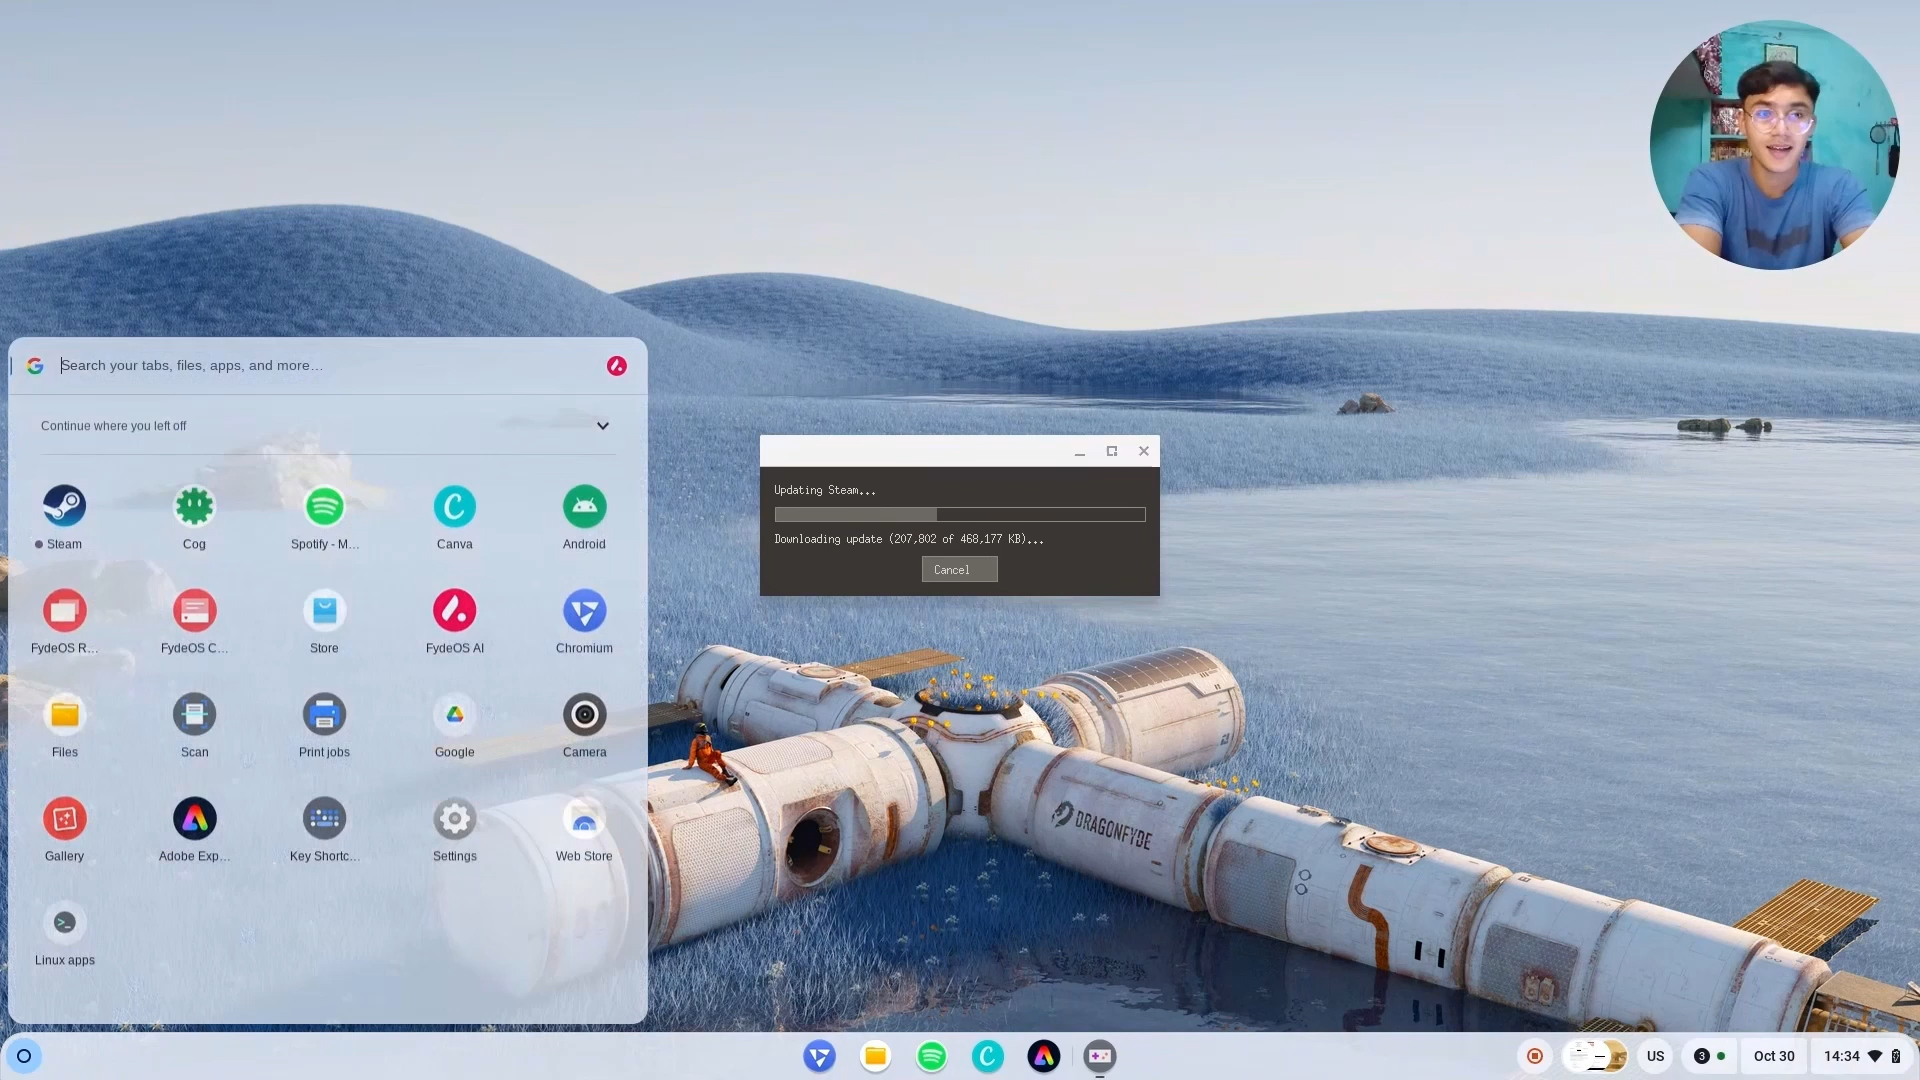 Search your tabs, files, apps, and more…
Continue where you left off
Steam
Cog
Spotify - M…
Canva
Android
FydeOS R…
FydeOS C…
Store
FydeOS AI
Chromium
Files
Scan
Print jobs
Google
Camera
Gallery
Adobe Exp…
Key Shortc…
Settings
Web Store
Linux apps
Updating Steam...
Downloading update (207,802 of 468,177 KB)...
Cancel
DRAGONFYDE
US
3
Oct 30
14:34